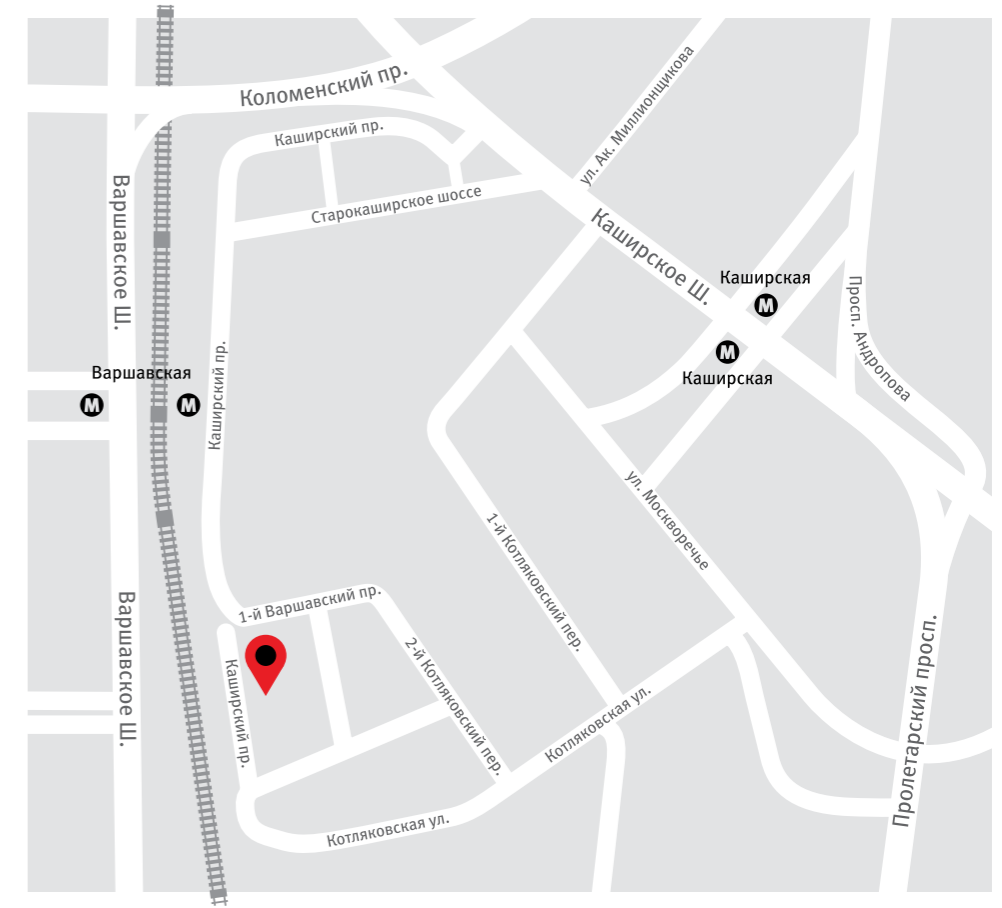 Коломенский пр.
Каширский пр.
ул. Ак. Миллионщикова
Старокаширское шоссе
Варшавское Ш.
Каширское Ш.
Каширская
М
Просп. Андропова
М
Каширская
Варшавская
М
М
Каширский пр.
ул. Москворечье
1-й Котляковский пер.
1-й Варшавский пр.
Варшавское Ш.
2-й Котляковский пер.
Каширский пр.
Котляковская ул.
Пролетарский просп.
Котляковская ул.